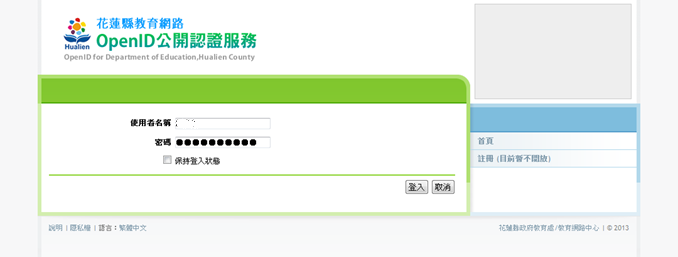 花蓮縣教育網路
OpenID公開認證服務
Hualien
OpenID for Department of Education,Hualien County
使用者名稱
密碼
保持登入狀態
登入 取消
首頁
註冊 (目前暫不開放)
說明 | 隱私權 | 語言：繁體中文
花蓮縣政府教育處/教育網路中心 | © 2013